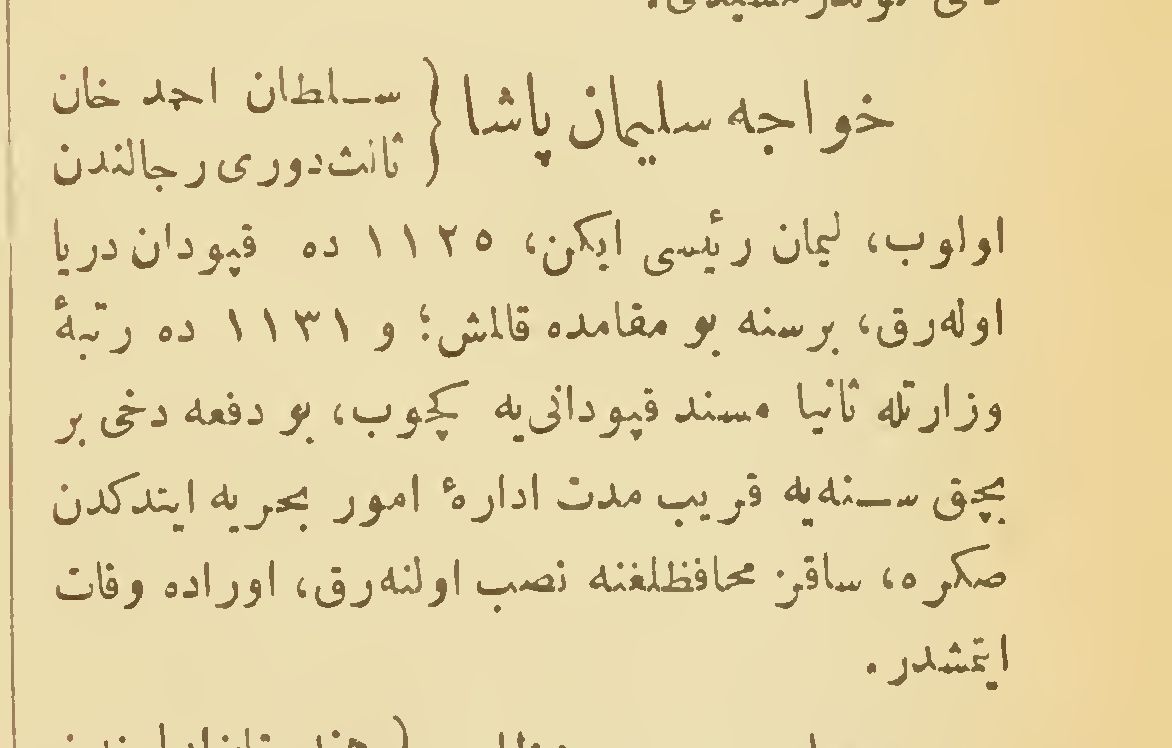 خواجه سلیمان پاشا } سلطان احمد خان
ثالث دوری رجالندن
اولوب، لیمان رئیسی ایکن، ١١٢٥ ده قپودان دریا
اوله‌رق، برسنه بو مقامده قالمش؛ و ١١٣١ ده رتبهٔ
وزارتله ثانیا مسند قپودانی‌یه کچوب، بو دفعه دخی بر
بچق سنه‌یه قریب مدت ادارهٔ امور بحریه ایتدکدن
صکره، ساقز محافظلغنه نصب اولنه‌رق، اوراده وفات
ایتمشدر.